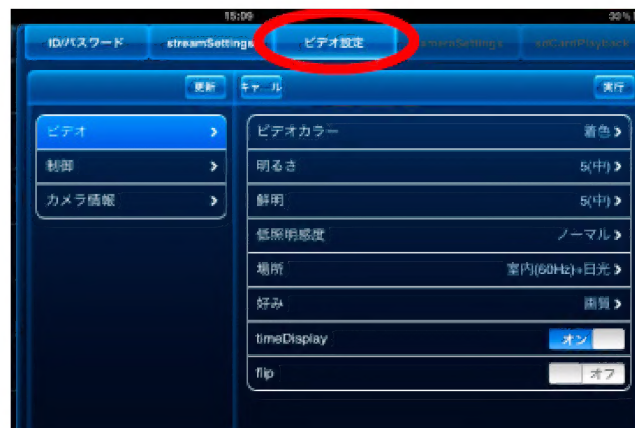 15:09
ID/パスワード streamSettings ビデオ設定 cameraSettings sdCardPlayback
更新 キャール 実行
ビデオ
制御
カメラ情報
ビデオカラー 着色
明るさ 5(中)
鮮明 5(中)
低照明感度 ノーマル
場所 室内(60Hz)+日光
好み 画質
timeDisplay オン
flip オフ